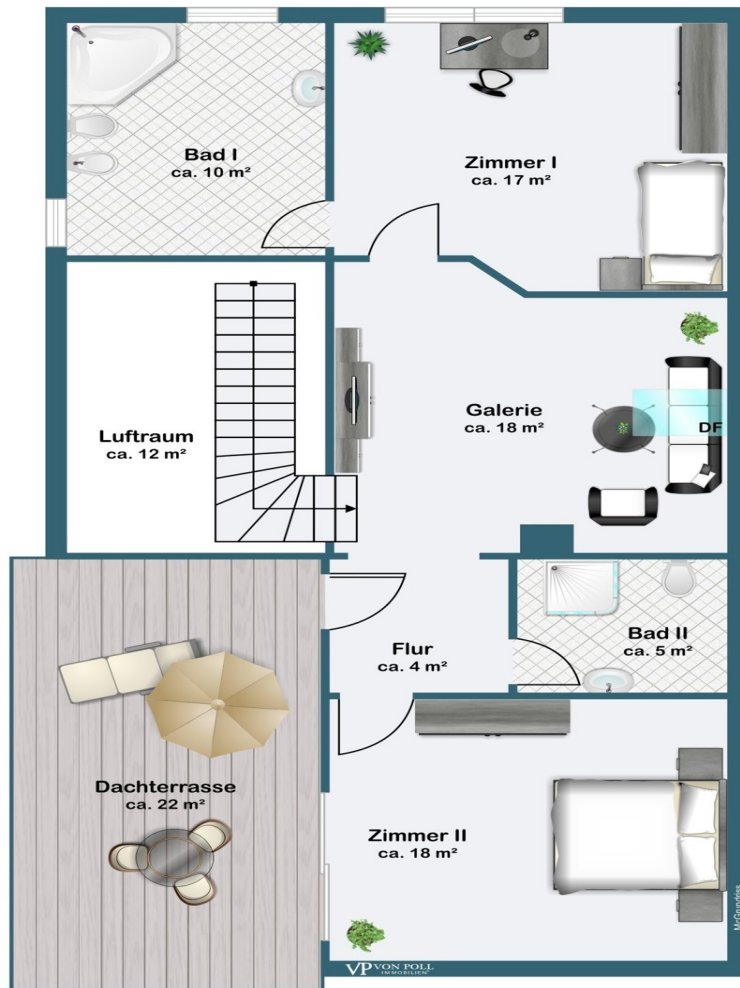 Bad I
ca. 10 m²
Zimmer I
ca. 17 m²
Luftraum
ca. 12 m²
Galerie
ca. 18 m²
DF
Flur
ca. 4 m²
Bad II
ca. 5 m²
Dachterrasse
ca. 22 m²
Zimmer II
ca. 18 m²
McGrundriss
VP VON POLL
IMMOBILIEN